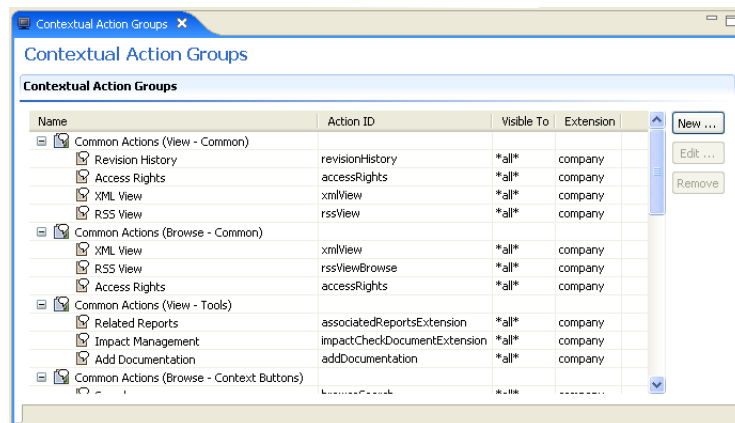 Contextual Action Groups
Contextual Action Groups
Contextual Action Groups
Name Action ID Visible To Extension
New ...
Common Actions (View - Common)
Revision History revisionHistory *all* company
Edit ...
Access Rights accessRights *all* company
XML View xmlView *all* company
Remove
RSS View rssView *all* company
Common Actions (Browse - Common)
XML View xmlView *all* company
RSS View rssViewBrowse *all* company
Access Rights accessRights *all* company
Common Actions (View - Tools)
Related Reports associatedReportsExtension *all* company
Impact Management impactCheckDocumentExtension *all* company
Add Documentation addDocumentation *all* company
Common Actions (Browse - Context Buttons)